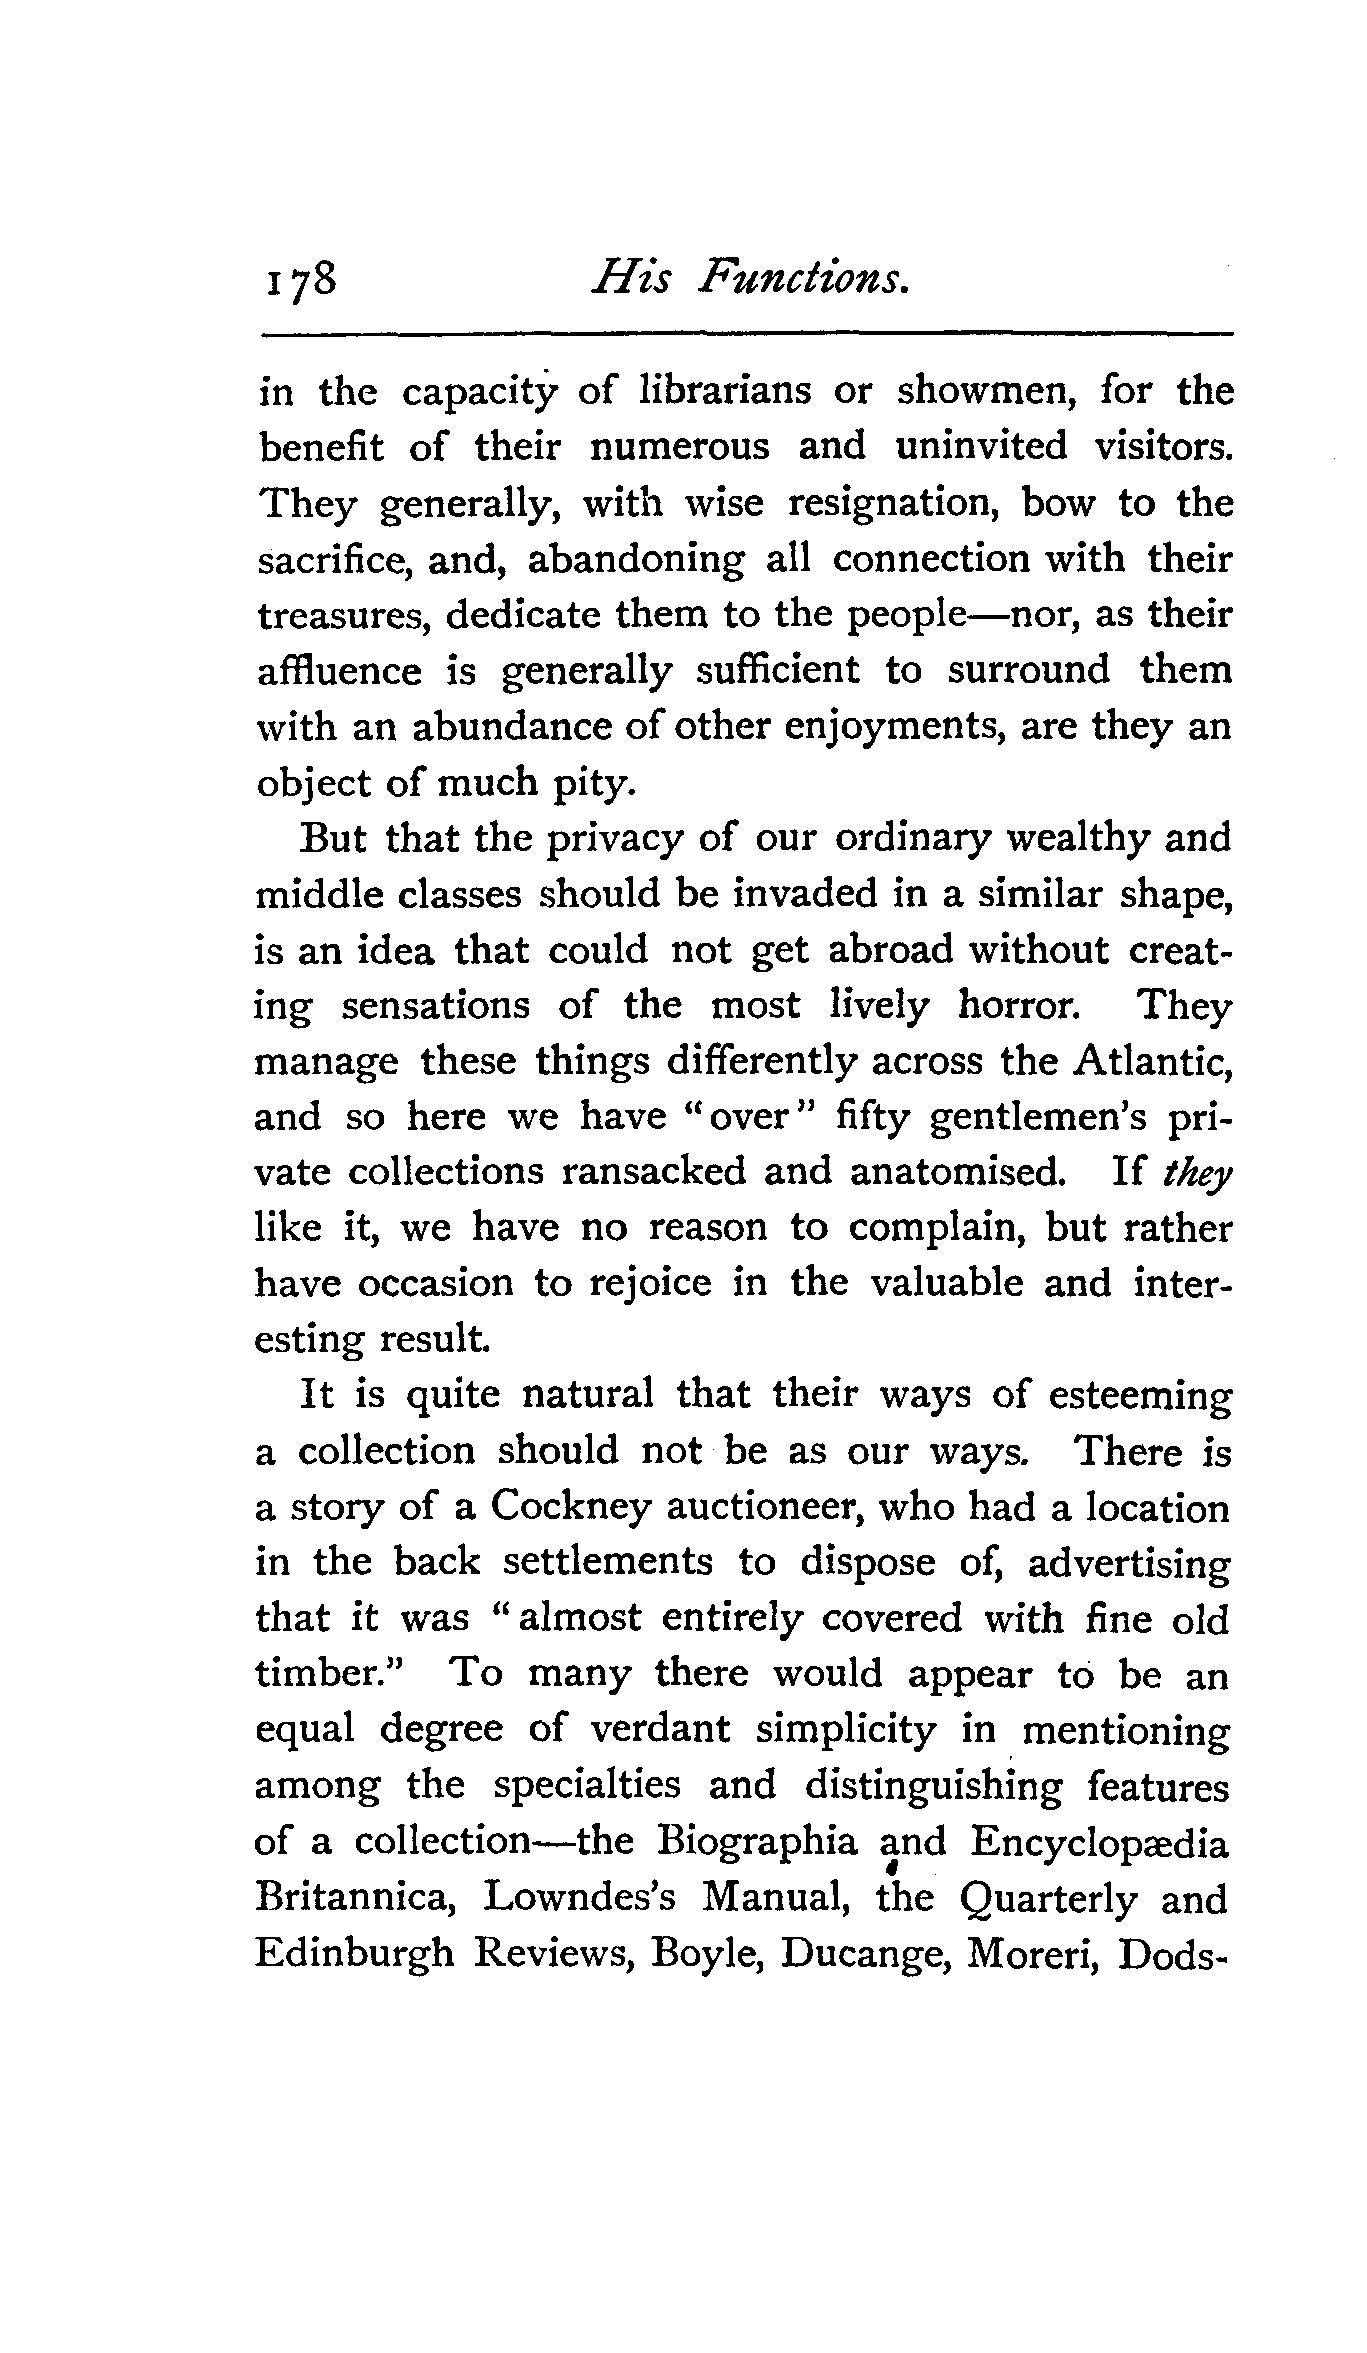 178 His Functions.
in the capacity of librarians or showmen, for the
benefit of their numerous and uninvited visitors.
They generally, with wise resignation, bow to the
sacrifice, and, abandoning all connection with their
treasures, dedicate them to the people—nor, as their
affluence is generally sufficient to surround them
with an abundance of other enjoyments, are they an
object of much pity.
But that the privacy of our ordinary wealthy and
middle classes should be invaded in a similar shape,
is an idea that could not get abroad without creat-
ing sensations of the most lively horror. They
manage these things differently across the Atlantic,
and so here we have "over" fifty gentlemen's pri-
vate collections ransacked and anatomised. If they
like it, we have no reason to complain, but rather
have occasion to rejoice in the valuable and inter-
esting result.
It is quite natural that their ways of esteeming
a collection should not be as our ways. There is
a story of a Cockney auctioneer, who had a location
in the back settlements to dispose of, advertising
that it was "almost entirely covered with fine old
timber." To many there would appear to be an
equal degree of verdant simplicity in mentioning
among the specialties and distinguishing features
of a collection—the Biographia and Encyclopædia
Britannica, Lowndes's Manual, the Quarterly and
Edinburgh Reviews, Boyle, Ducange, Moreri, Dods-